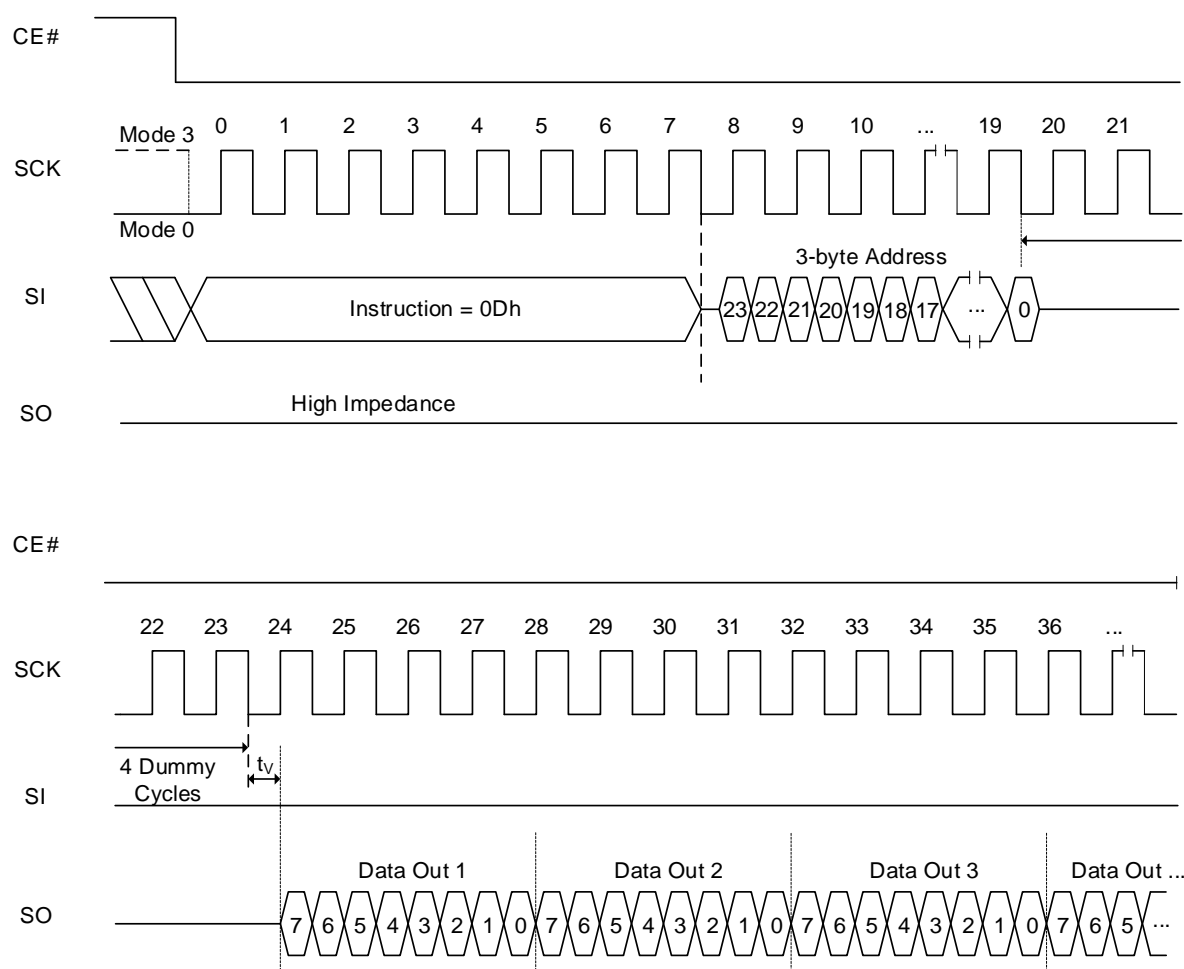 CE#
Mode 3
0 1 2 3 4 5 6 7 8 9 10 ... 19 20 21
SCK
Mode 0
3-byte Address
SI
Instruction = 0Dh
23 22 21 20 19 18 17 ... 0
High Impedance
SO
CE#
22 23 24 25 26 27 28 29 30 31 32 33 34 35 36 ...
SCK
4 Dummy
Cycles
tV
SI
Data Out 1 Data Out 2 Data Out 3 Data Out ...
SO
7 6 5 4 3 2 1 0 7 6 5 4 3 2 1 0 7 6 5 4 3 2 1 0 7 6 5 ...